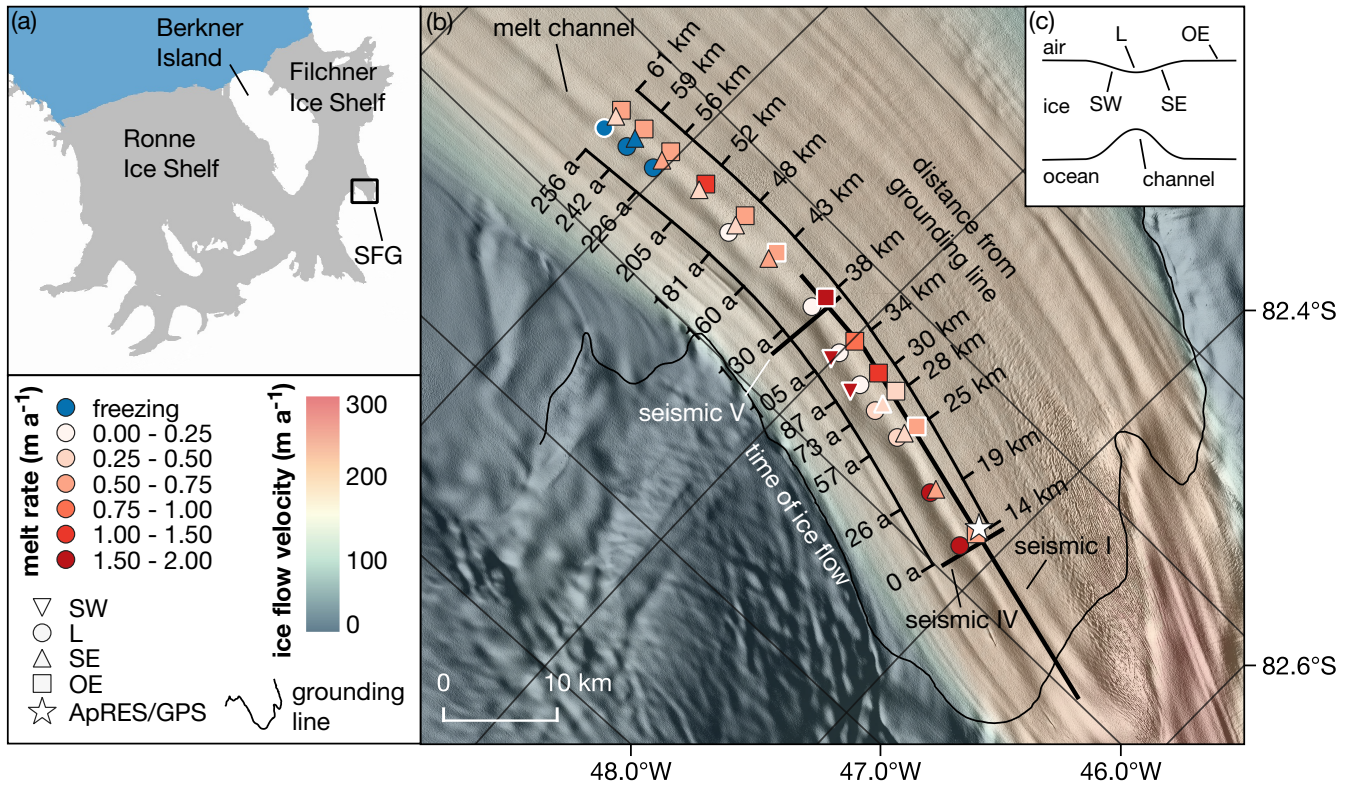 (a)
Berkner
Island
Filchner
Ice Shelf
Ronne
Ice Shelf
SFG
melt rate (m a⁻¹)
freezing
0.00 - 0.25
0.25 - 0.50
0.50 - 0.75
0.75 - 1.00
1.00 - 1.50
1.50 - 2.00
SW
L
SE
OE
ApRES/GPS
ice flow velocity (m a⁻¹)
300
200
100
0
grounding
line
(b)
melt channel
61 km
59 km
56 km
52 km
48 km
43 km
38 km
34 km
30 km
28 km
25 km
19 km
14 km
distance from
grounding line
256 a
242 a
226 a
205 a
181 a
160 a
130 a
105 a
87 a
73 a
57 a
26 a
0 a
time of ice flow
seismic V
seismic I
seismic IV
0
10 km
(c)
air
L
OE
ice
SW
SE
ocean
channel
82.4°S
82.6°S
48.0°W
47.0°W
46.0°W